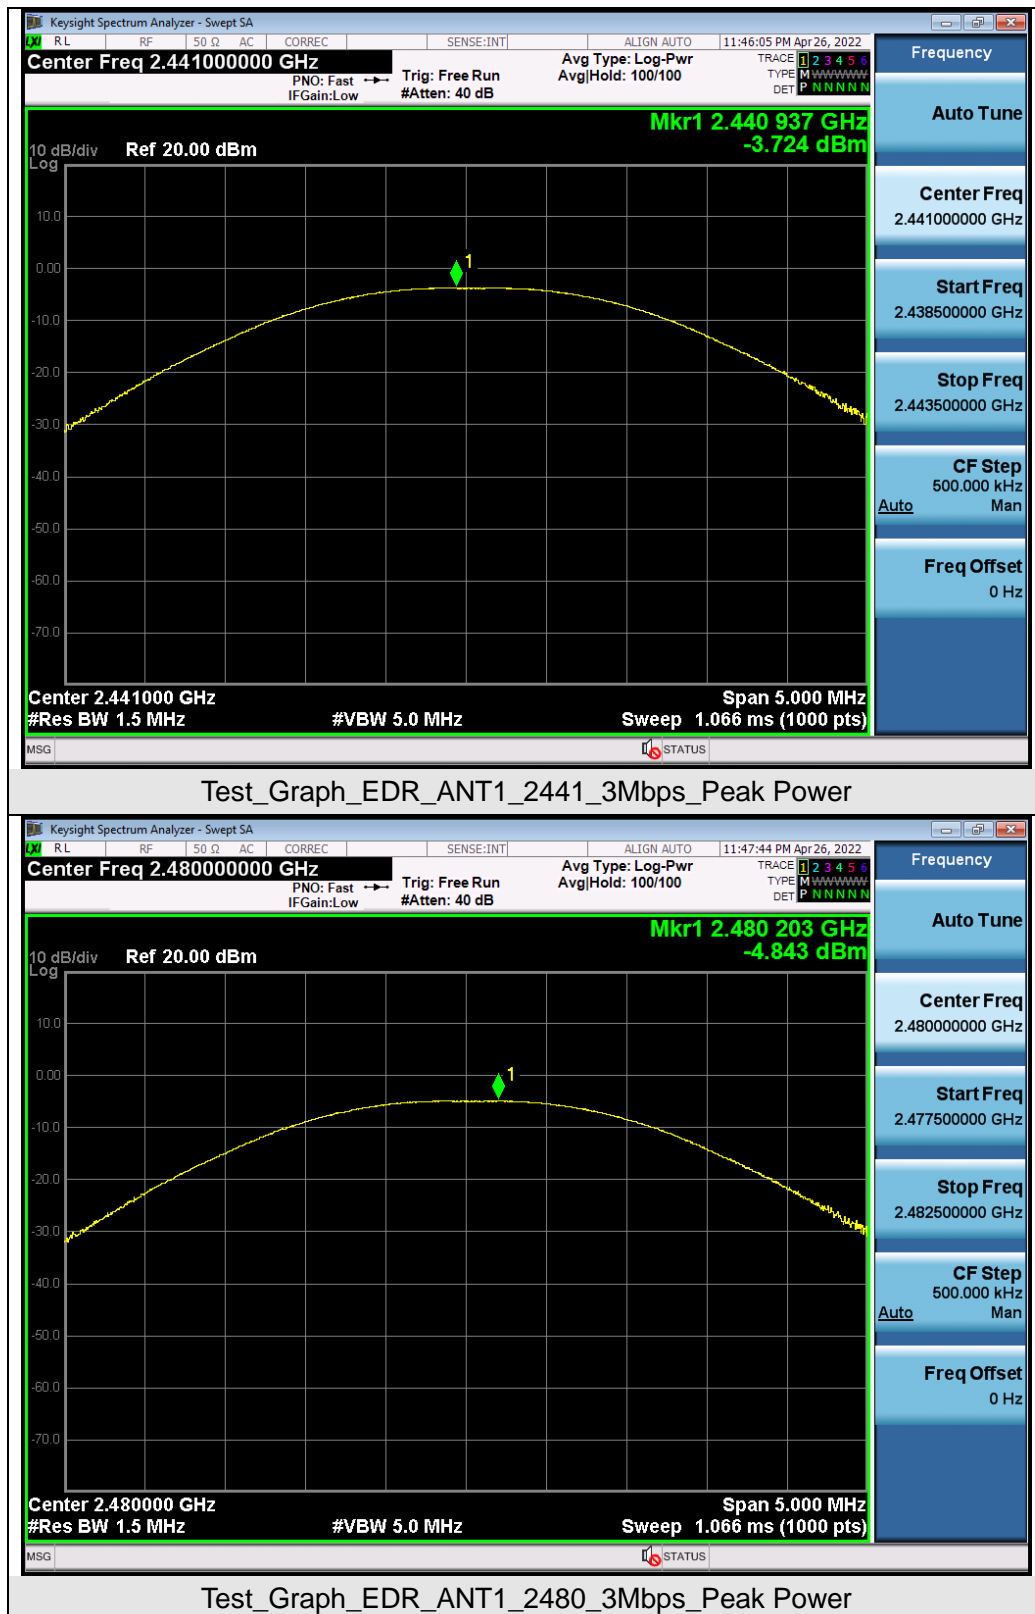 Keysight Spectrum Analyzer - Swept SA
LXI RL RF 50 Ω AC CORREC SENSE:INT ALIGN AUTO 11:46:05 PM Apr 26, 2022
Center Freq 2.441000000 GHz
PNO: Fast
IFGain:Low
Trig: Free Run
#Atten: 40 dB
Avg Type: Log-Pwr
Avg|Hold: 100/100
TRACE 1 2 3 4 5 6
TYPE M WWWWW
DET P N N N N N
Frequency
Auto Tune
Center Freq
2.441000000 GHz
Start Freq
2.438500000 GHz
Stop Freq
2.443500000 GHz
CF Step
500.000 kHz
Auto Man
Freq Offset
0 Hz
Mkr1 2.440 937 GHz
-3.724 dBm
10 dB/div Ref 20.00 dBm
Log
10.0
0.00
-10.0
-20.0
-30.0
-40.0
-50.0
-60.0
-70.0
1
Center 2.441000 GHz Span 5.000 MHz
#Res BW 1.5 MHz #VBW 5.0 MHz Sweep 1.066 ms (1000 pts)
MSG STATUS
Test_Graph_EDR_ANT1_2441_3Mbps_Peak Power
Keysight Spectrum Analyzer - Swept SA
LXI RL RF 50 Ω AC CORREC SENSE:INT ALIGN AUTO 11:47:44 PM Apr 26, 2022
Center Freq 2.480000000 GHz
PNO: Fast
IFGain:Low
Trig: Free Run
#Atten: 40 dB
Avg Type: Log-Pwr
Avg|Hold: 100/100
TRACE 1 2 3 4 5 6
TYPE M WWWWW
DET P N N N N N
Frequency
Auto Tune
Center Freq
2.480000000 GHz
Start Freq
2.477500000 GHz
Stop Freq
2.482500000 GHz
CF Step
500.000 kHz
Auto Man
Freq Offset
0 Hz
Mkr1 2.480 203 GHz
-4.843 dBm
10 dB/div Ref 20.00 dBm
Log
10.0
0.00
-10.0
-20.0
-30.0
-40.0
-50.0
-60.0
-70.0
1
Center 2.480000 GHz Span 5.000 MHz
#Res BW 1.5 MHz #VBW 5.0 MHz Sweep 1.066 ms (1000 pts)
MSG STATUS
Test_Graph_EDR_ANT1_2480_3Mbps_Peak Power